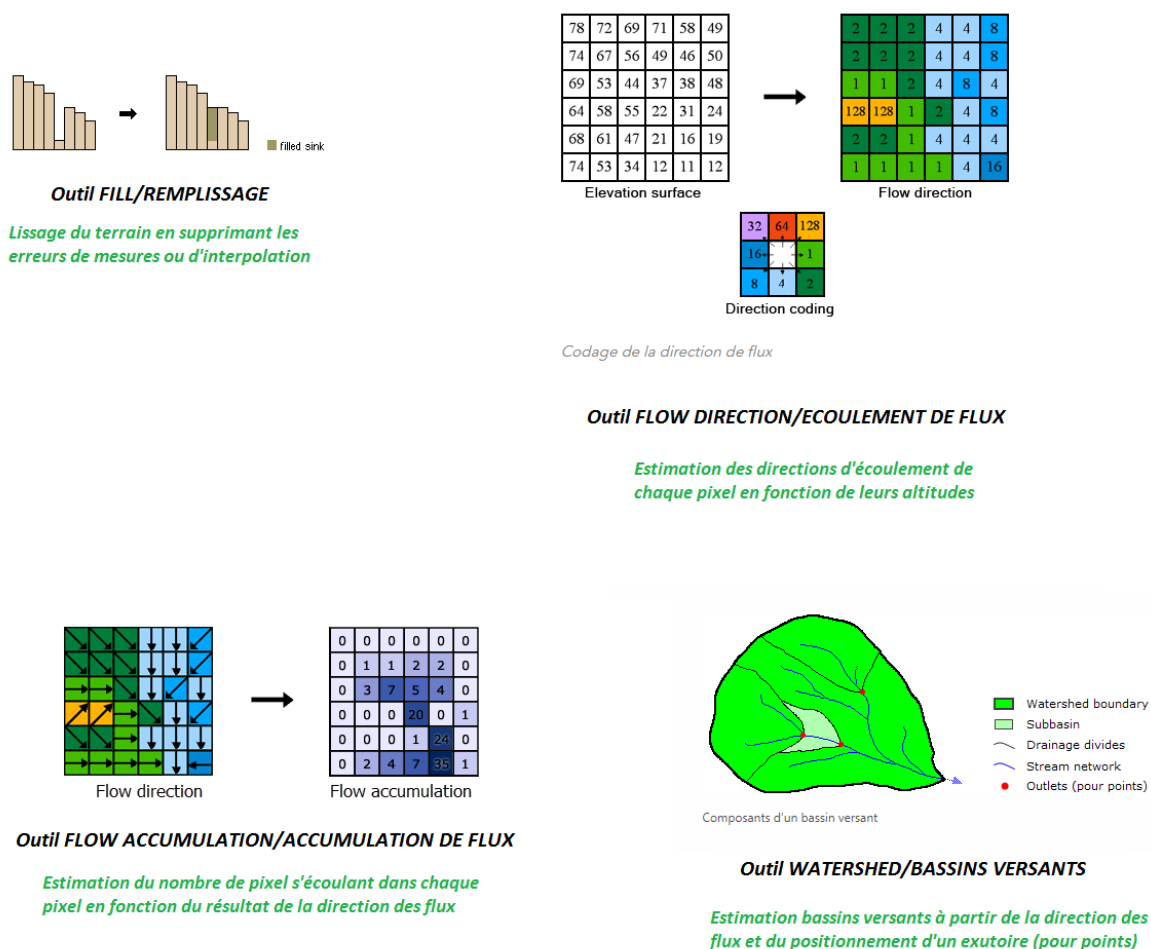 filled sink
Outil FILL/REMPLISSAGE
Lissage du terrain en supprimant les
erreurs de mesures ou d'interpolation
78 72 69 71 58 49
74 67 56 49 46 50
69 53 44 37 38 48
64 58 55 22 31 24
68 61 47 21 16 19
74 53 34 12 11 12
Elevation surface
2 2 2 4 4 8
2 2 2 4 4 8
1 1 2 4 8 4
128 128 1 2 4 8
2 2 1 4 4 4
1 1 1 1 4 16
Flow direction
32 64 128
16 1
8 4 2
Direction coding
Codage de la direction de flux
Outil FLOW DIRECTION/ECOULEMENT DE FLUX
Estimation des directions d'écoulement de
chaque pixel en fonction de leurs altitudes
Flow direction
0 0 0 0 0 0
0 1 1 2 2 0
0 3 7 5 4 0
0 0 0 20 0 1
0 0 0 1 24 0
0 2 4 7 35 1
Flow accumulation
Outil FLOW ACCUMULATION/ACCUMULATION DE FLUX
Estimation du nombre de pixel s'écoulant dans chaque
pixel en fonction du résultat de la direction des flux
Watershed boundary
Subbasin
Drainage divides
Stream network
Outlets (pour points)
Composants d'un bassin versant
Outil WATERSHED/BASSINS VERSANTS
Estimation bassins versants à partir de la direction des
flux et du positionnement d'un exutoire (pour points)